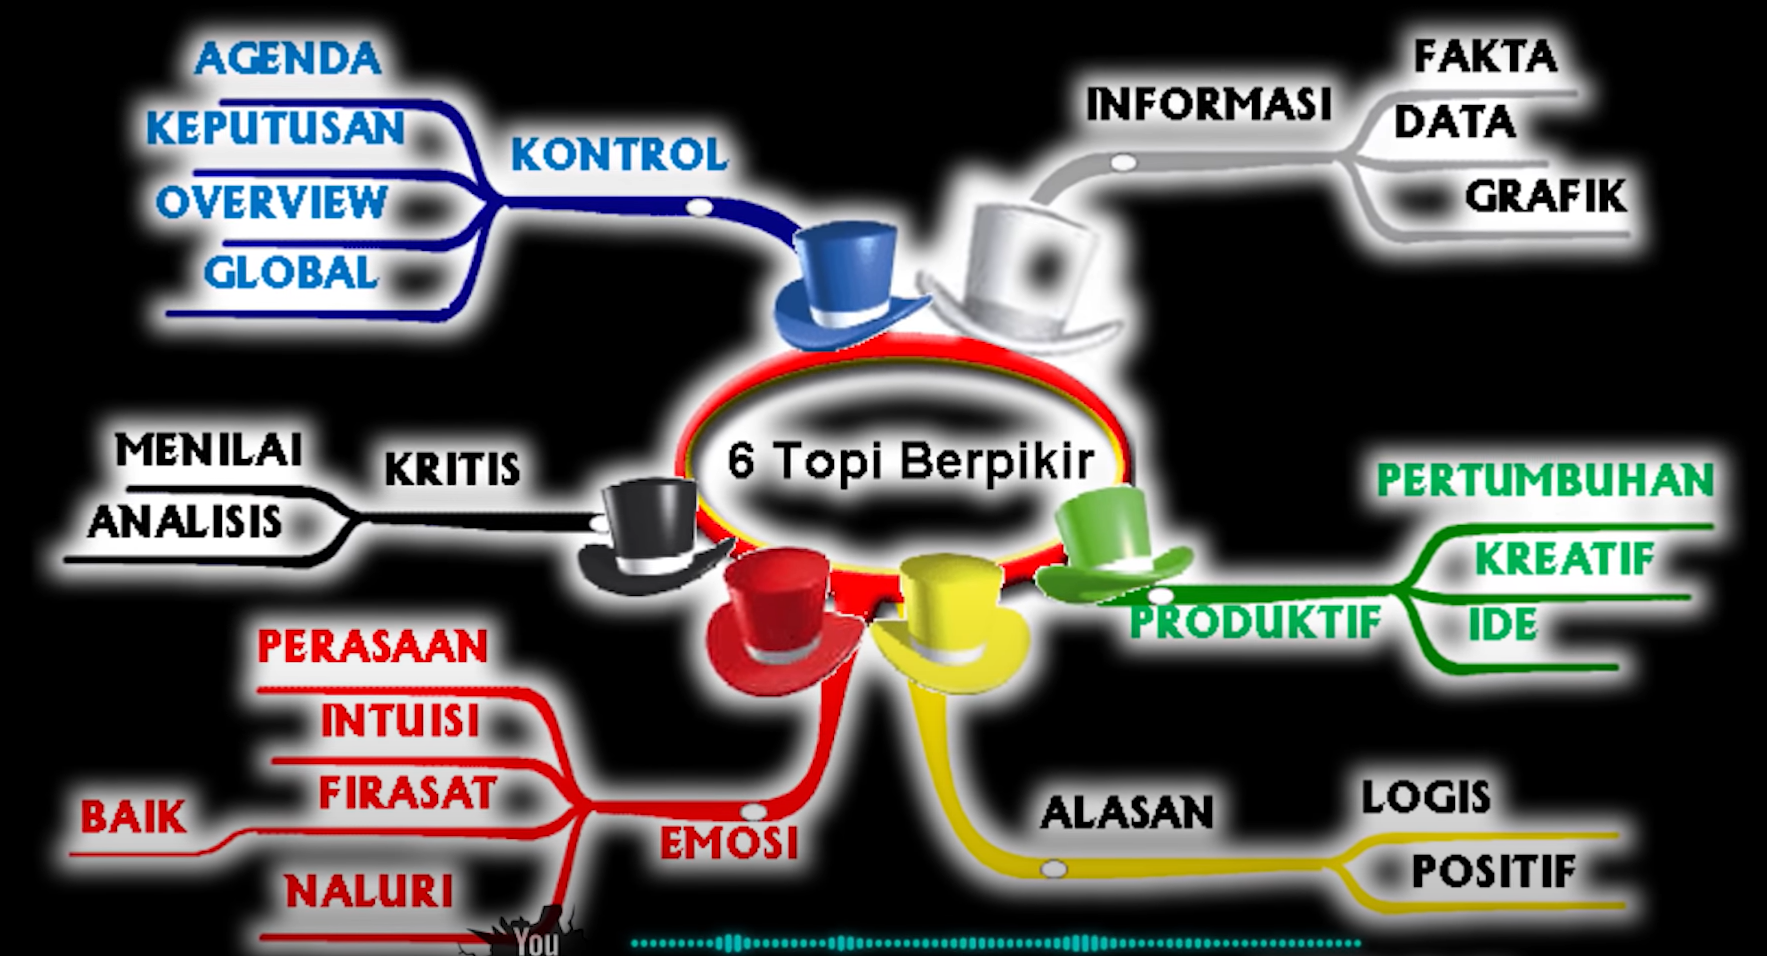 AGENDA
KEPUTUSAN
OVERVIEW
GLOBAL
KONTROL
INFORMASI
FAKTA
DATA
GRAFIK
6 Topi Berpikir
MENILAI
ANALISIS
KRITIS
PERTUMBUHAN
KREATIF
IDE
PRODUKTIF
PERASAAN
INTUISI
FIRASAT
BAIK
NALURI
EMOSI
ALASAN
LOGIS
POSITIF
You